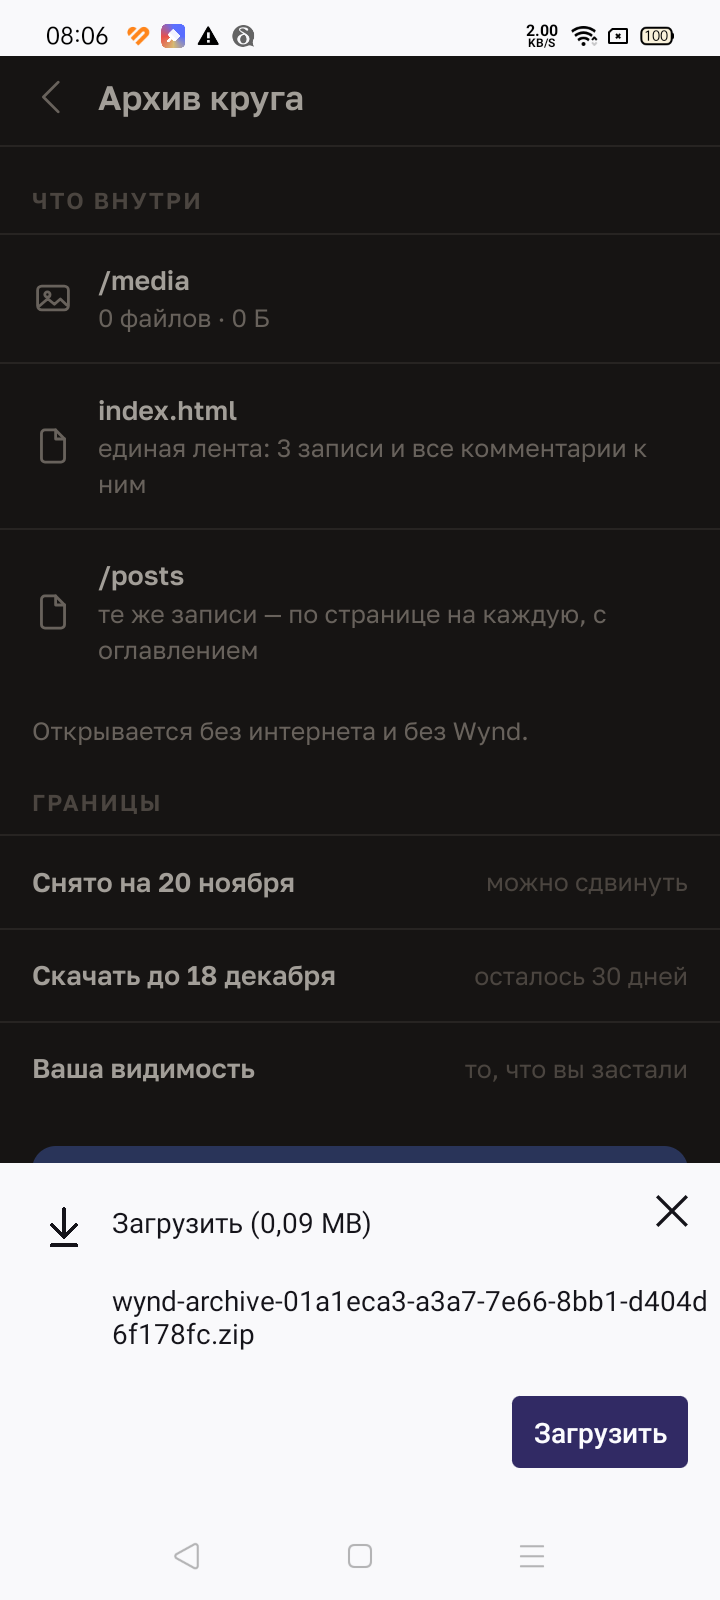 08:06
2.00
KB/S
100
Архив круга
ЧТО ВНУТРИ
/media
0 файлов · 0 Б
index.html
единая лента: 3 записи и все комментарии к
ним
/posts
те же записи — по странице на каждую, с
оглавлением
Открывается без интернета и без Wynd.
ГРАНИЦЫ
Снято на 20 ноября
можно сдвинуть
Скачать до 18 декабря
осталось 30 дней
Ваша видимость
то, что вы застали
Загрузить (0,09 MB)
wynd-archive-01a1eca3-a3a7-7e66-8bb1-d404d
6f178fc.zip
Загрузить